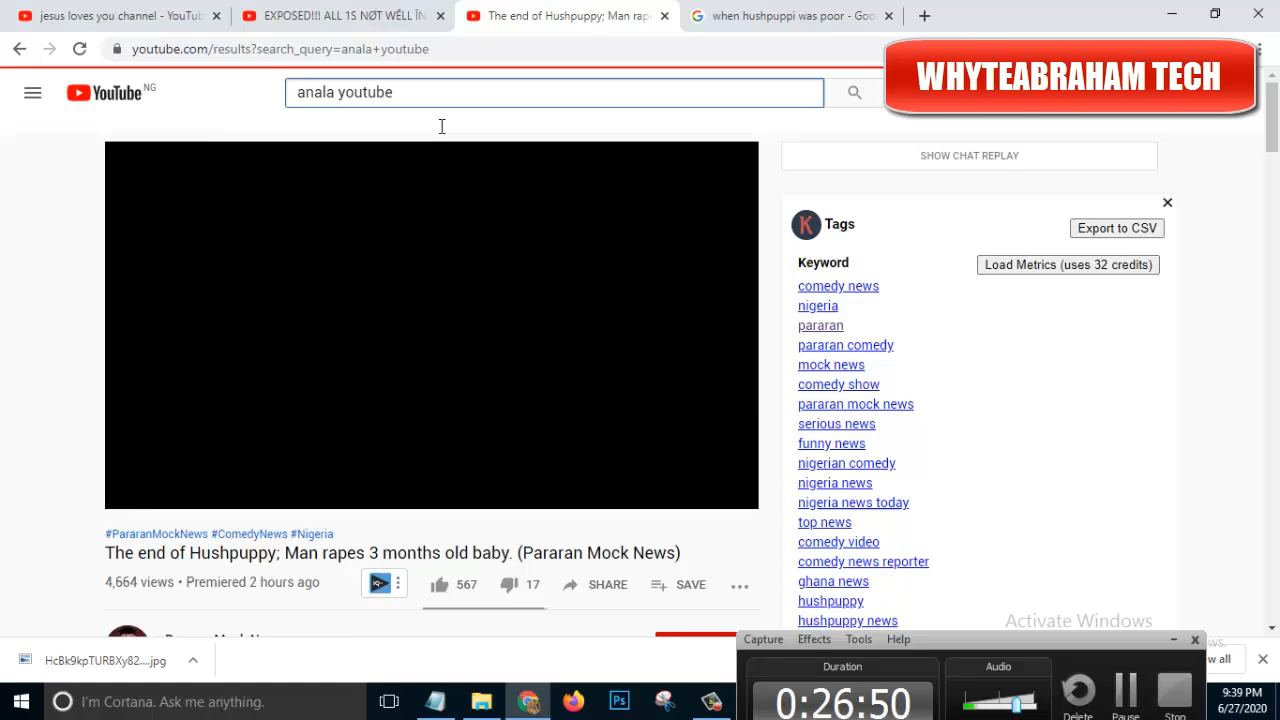 jesus loves you channel - YouTub
EXPOSED!!! ALL 1S NØT WÉLL ÎN
The end of Hushpuppy; Man rape
when hushpuppi was poor - Goo
youtube.com/results?search_query=anala+youtube
WHYTEABRAHAM TECH
YouTube NG
anala youtube
SHOW CHAT REPLAY
K Tags
Export to CSV
Keyword
Load Metrics (uses 32 credits)
comedy news
nigeria
pararan
pararan comedy
mock news
comedy show
pararan mock news
serious news
funny news
nigerian comedy
nigeria news
nigeria news today
top news
comedy video
comedy news reporter
ghana news
hushpuppy
hushpuppy news
#PararanMockNews #ComedyNews #Nigeria
The end of Hushpuppy; Man rapes 3 months old baby. (Pararan Mock News)
4,664 views • Premiered 2 hours ago
567
17
SHARE
SAVE
Activate Windows
Capture Effects Tools Help
HcBk9kpTURBXy82....jpg
Duration
Audio
0:26:50
Delete
Pause
Stop
I'm Cortana. Ask me anything.
Ps
9:39 PM
6/27/2020